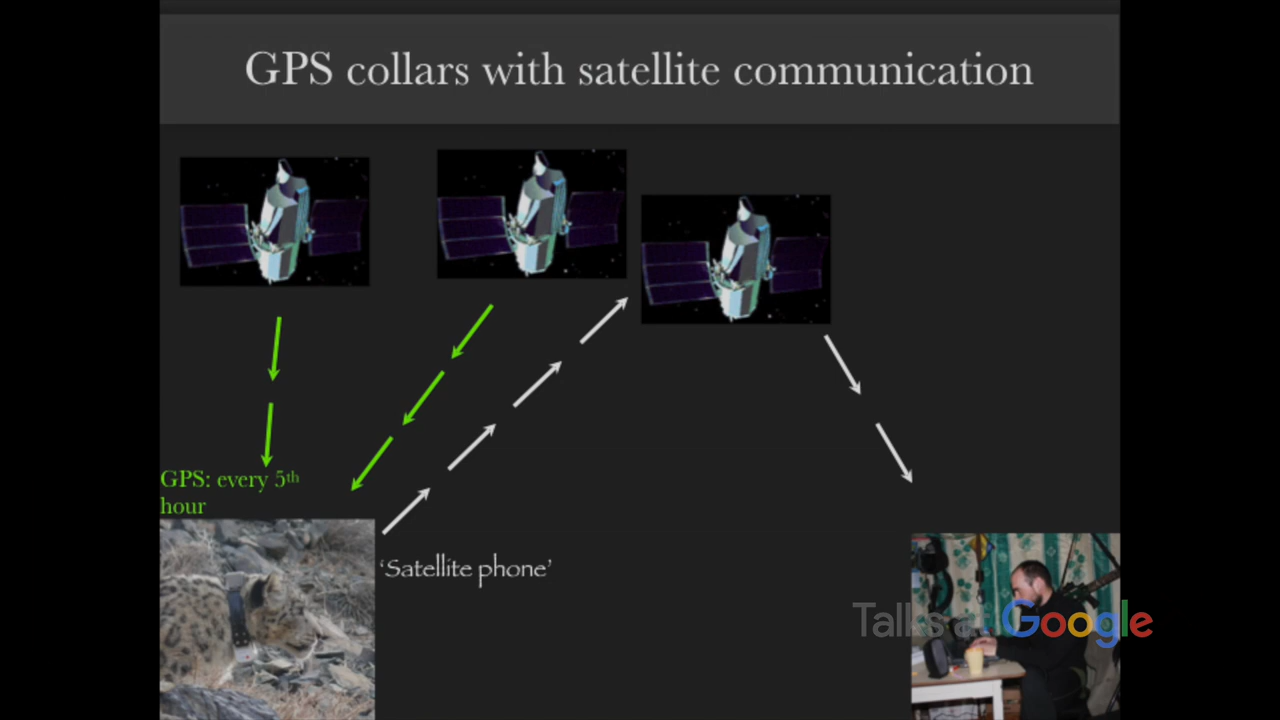 GPS collars with satellite communication
GPS: every 5th
hour
‘Satellite phone’
Talks at Google